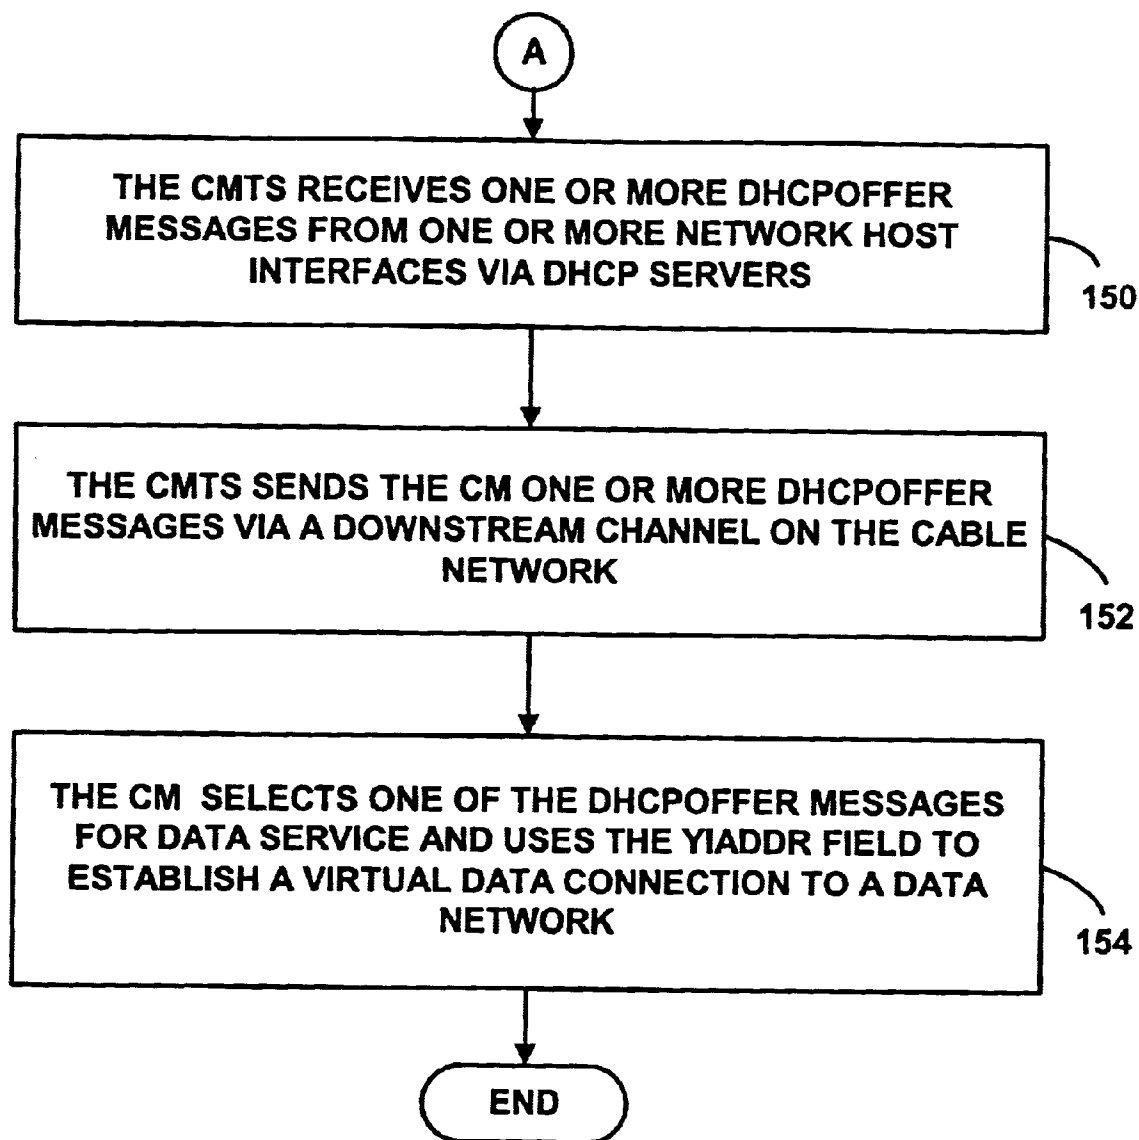 A
THE CMTS RECEIVES ONE OR MORE DHCPOFFER
MESSAGES FROM ONE OR MORE NETWORK HOST
INTERFACES VIA DHCP SERVERS
150
THE CMTS SENDS THE CM ONE OR MORE DHCPOFFER
MESSAGES VIA A DOWNSTREAM CHANNEL ON THE CABLE
NETWORK
152
THE CM SELECTS ONE OF THE DHCPOFFER MESSAGES
FOR DATA SERVICE AND USES THE YIADDR FIELD TO
ESTABLISH A VIRTUAL DATA CONNECTION TO A DATA
NETWORK
154
END